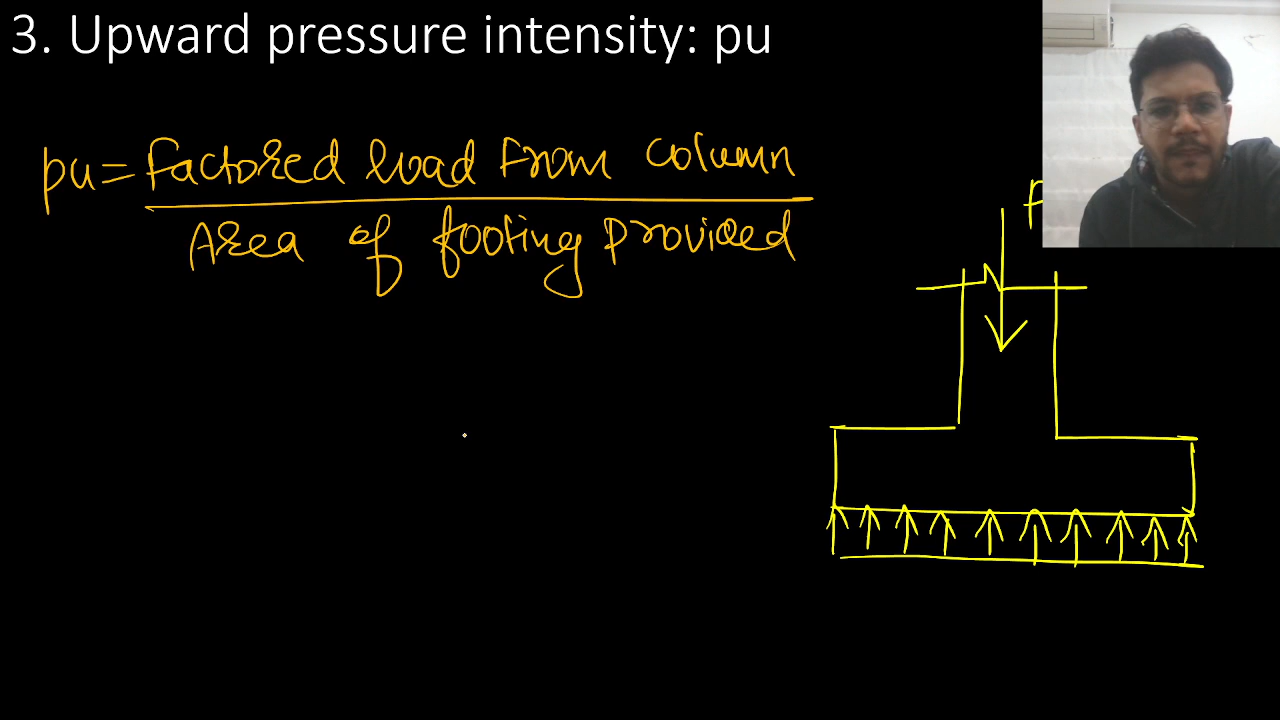 3. Upward pressure intensity: pu
pu = Factored load from column
Area of footing provided
P